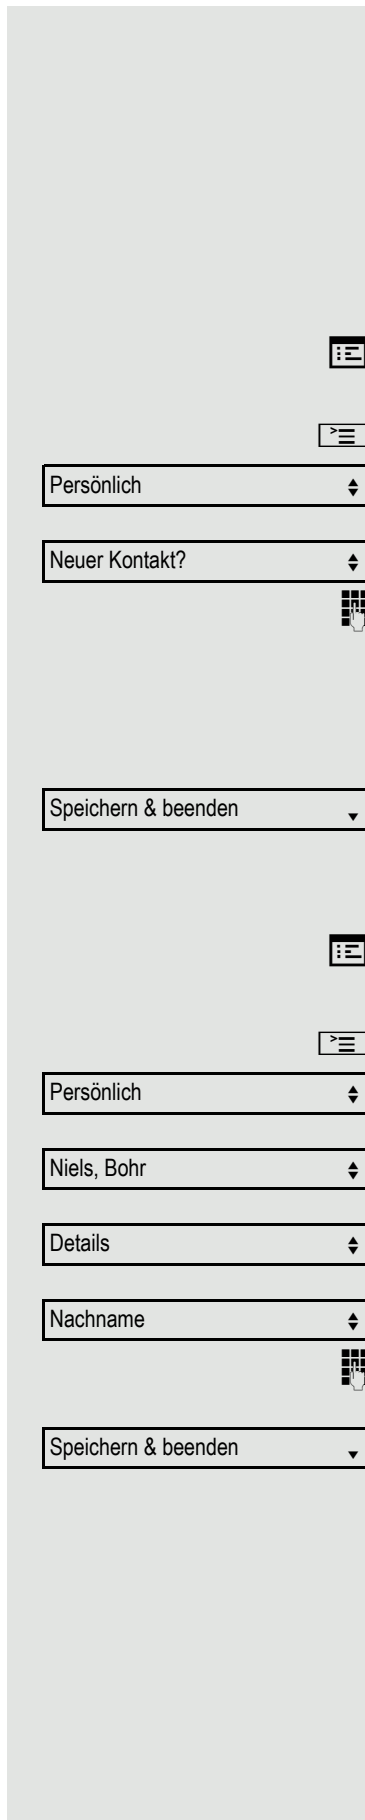 Persönlich
Neuer Kontakt?
Speichern & beenden
Persönlich
Niels, Bohr
Details
Nachname
Speichern & beenden